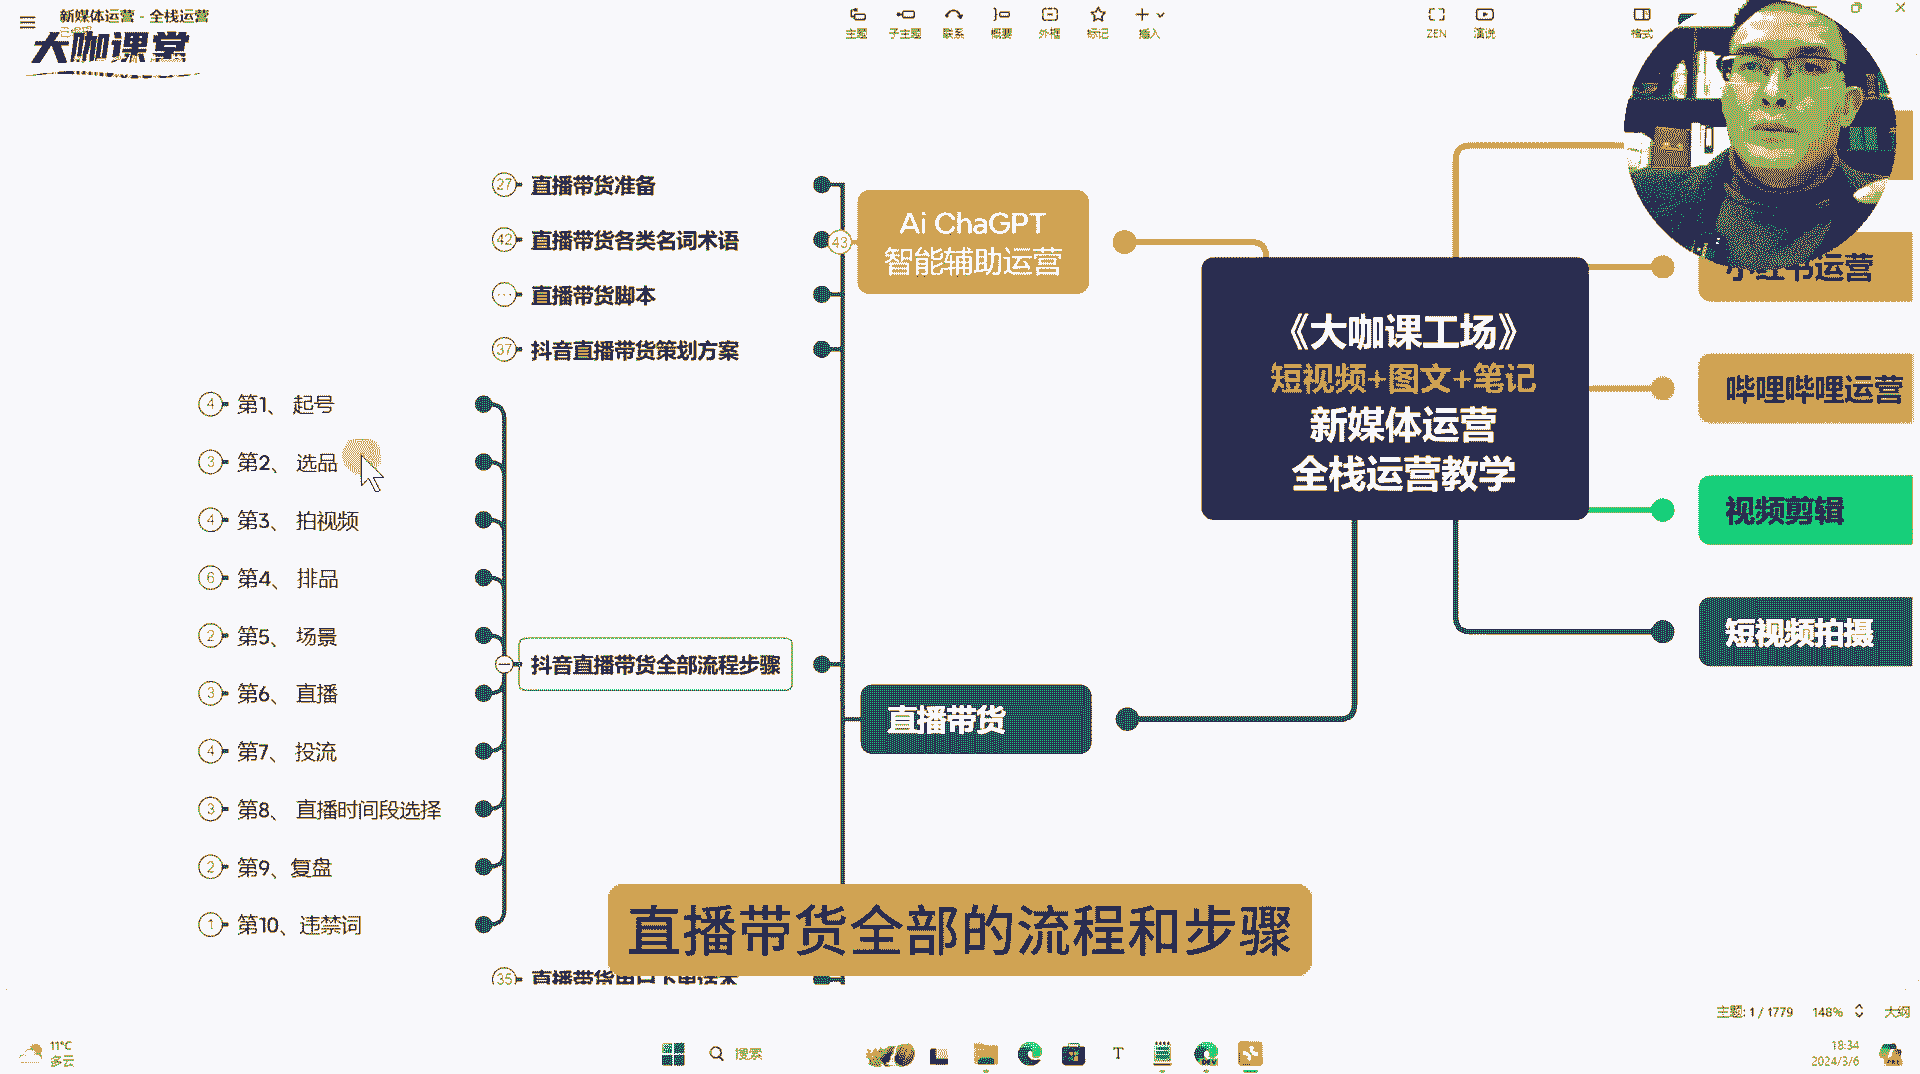 新媒体运营 - 全栈运营
大咖课堂
主题
子主题
联系
概要
外框
标记
插入
ZEN
演说
格式
27 直播带货准备
42 直播带货各类名词术语
直播带货脚本
37 抖音直播带货策划方案
43
Ai ChaGPT
智能辅助运营
《大咖课工场》
短视频+图文+笔记
新媒体运营
全栈运营教学
小红书运营
哔哩哔哩运营
视频剪辑
短视频拍摄
4 第1、 起号
3 第2、 选品
4 第3、 拍视频
6 第4、 排品
2 第5、 场景
3 第6、 直播
4 第7、 投流
3 第8、 直播时间段选择
2 第9、复盘
1 第10、违禁词
抖音直播带货全部流程步骤
直播带货
直播带货全部的流程和步骤
35
主题: 1 / 1779
148%
大纲
11°C
多云
搜索
18:34
2024/3/6